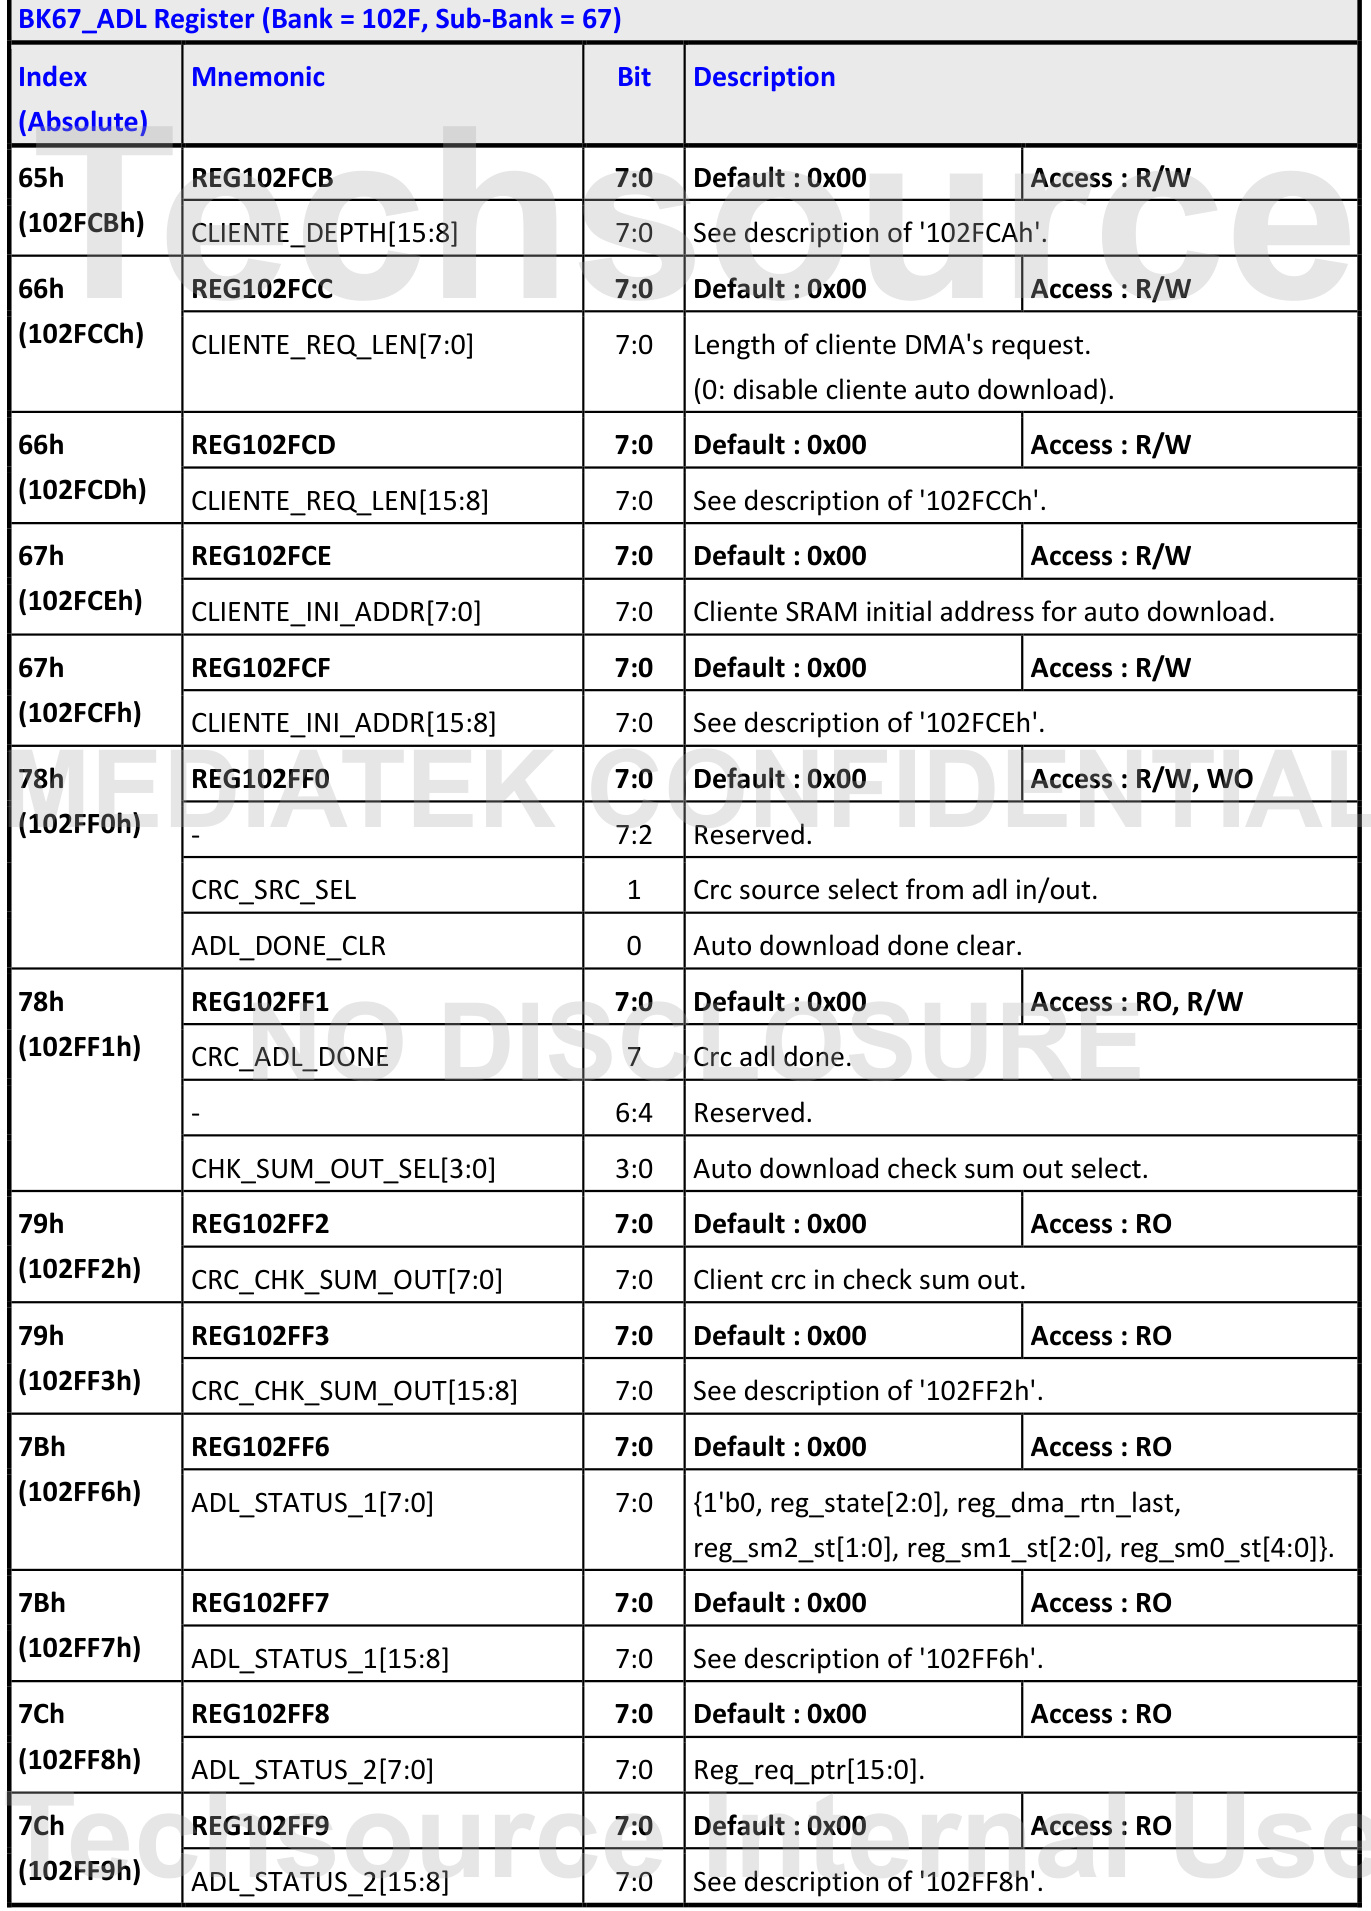 BK67_ADL Register (Bank = 102F, Sub-Bank = 67)
Index (Absolute) Mnemonic Bit Description
65h (102FCBh) REG102FCB 7:0 Default : 0x00 Access : R/W
CLIENTE_DEPTH[15:8] 7:0 See description of '102FCAh'.
66h (102FCCh) REG102FCC 7:0 Default : 0x00 Access : R/W
CLIENTE_REQ_LEN[7:0] 7:0 Length of cliente DMA's request.
(0: disable cliente auto download).
66h (102FCDh) REG102FCD 7:0 Default : 0x00 Access : R/W
CLIENTE_REQ_LEN[15:8] 7:0 See description of '102FCCh'.
67h (102FCEh) REG102FCE 7:0 Default : 0x00 Access : R/W
CLIENTE_INI_ADDR[7:0] 7:0 Cliente SRAM initial address for auto download.
67h (102FCFh) REG102FCF 7:0 Default : 0x00 Access : R/W
CLIENTE_INI_ADDR[15:8] 7:0 See description of '102FCEh'.
78h (102FF0h) REG102FF0 7:0 Default : 0x00 Access : R/W, WO
- 7:2 Reserved.
CRC_SRC_SEL 1 Crc source select from adl in/out.
ADL_DONE_CLR 0 Auto download done clear.
78h (102FF1h) REG102FF1 7:0 Default : 0x00 Access : RO, R/W
CRC_ADL_DONE 7 Crc adl done.
- 6:4 Reserved.
CHK_SUM_OUT_SEL[3:0] 3:0 Auto download check sum out select.
79h (102FF2h) REG102FF2 7:0 Default : 0x00 Access : RO
CRC_CHK_SUM_OUT[7:0] 7:0 Client crc in check sum out.
79h (102FF3h) REG102FF3 7:0 Default : 0x00 Access : RO
CRC_CHK_SUM_OUT[15:8] 7:0 See description of '102FF2h'.
7Bh (102FF6h) REG102FF6 7:0 Default : 0x00 Access : RO
ADL_STATUS_1[7:0] 7:0 {1'b0, reg_state[2:0], reg_dma_rtn_last,
reg_sm2_st[1:0], reg_sm1_st[2:0], reg_sm0_st[4:0]}.
7Bh (102FF7h) REG102FF7 7:0 Default : 0x00 Access : RO
ADL_STATUS_1[15:8] 7:0 See description of '102FF6h'.
7Ch (102FF8h) REG102FF8 7:0 Default : 0x00 Access : RO
ADL_STATUS_2[7:0] 7:0 Reg_req_ptr[15:0].
7Ch (102FF9h) REG102FF9 7:0 Default : 0x00 Access : RO
ADL_STATUS_2[15:8] 7:0 See description of '102FF8h'.
Techsource
MEDIATEK CONFIDENTIAL
NO DISCLOSURE
Techsource Internal Use